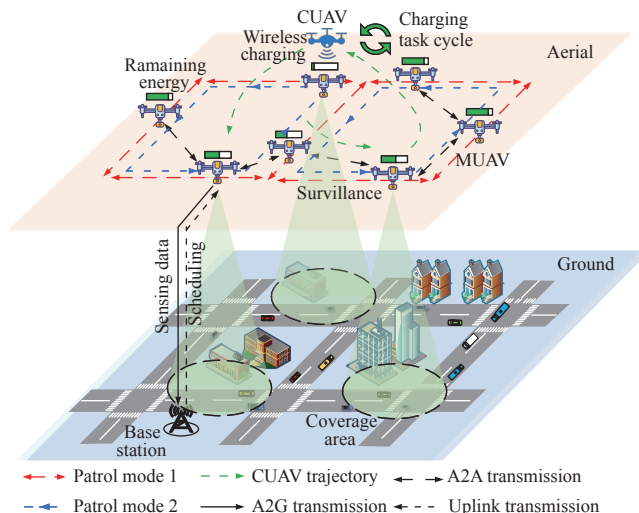 CUAV
Wireless
charging
Charging
task cycle
Aerial
Ramaining
energy
MUAV
Survillance
Sensing data
Scheduling
Ground
Base
station
Coverage
area
Patrol mode 1
CUAV trajectory
A2A transmission
Patrol mode 2
A2G transmission
Uplink transmission